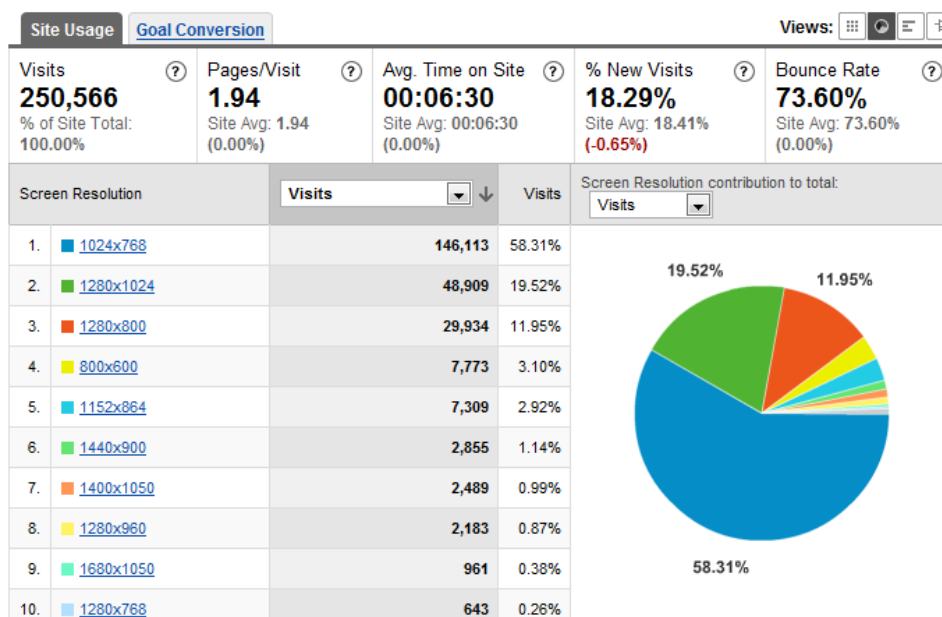 Site Usage Goal Conversion Views:
Visits ? Pages/Visit ? Avg. Time on Site ? % New Visits ? Bounce Rate ?
250,566 1.94 00:06:30 18.29% 73.60%
% of Site Total: Site Avg: 1.94 Site Avg: 00:06:30 Site Avg: 18.41% Site Avg: 73.60%
100.00% (0.00%) (0.00%) (-0.65%) (0.00%)
Screen Resolution Visits Visits Screen Resolution contribution to total:
Visits
1. 1024x768 146,113 58.31%
2. 1280x1024 48,909 19.52%
3. 1280x800 29,934 11.95%
4. 800x600 7,773 3.10%
5. 1152x864 7,309 2.92%
6. 1440x900 2,855 1.14%
7. 1400x1050 2,489 0.99%
8. 1280x960 2,183 0.87%
9. 1680x1050 961 0.38%
10. 1280x768 643 0.26%
19.52%
11.95%
58.31%